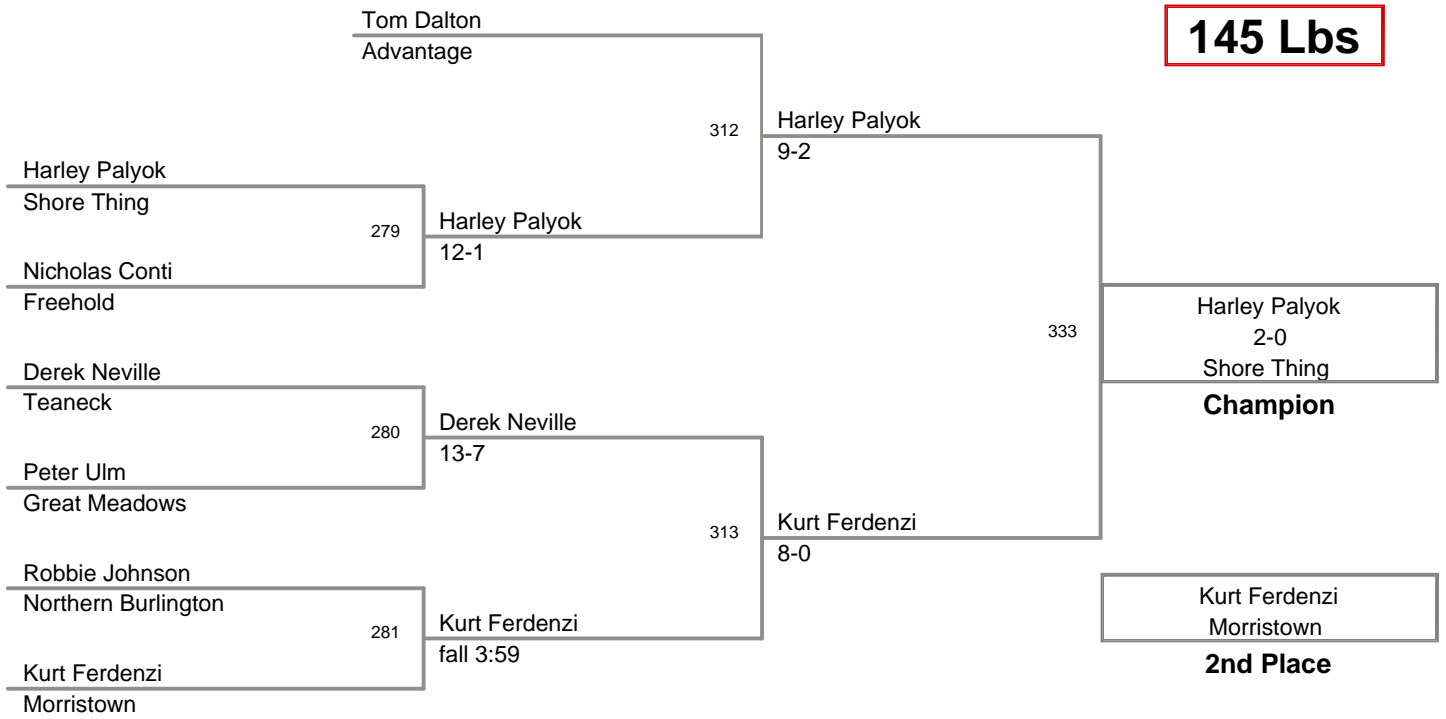 145 Lbs
Tom Dalton
Advantage
312
Harley Palyok
9-2
Harley Palyok
Shore Thing
279
Harley Palyok
12-1
Nicholas Conti
Freehold
333
Harley Palyok
2-0
Shore Thing
Champion
Derek Neville
Teaneck
280
Derek Neville
13-7
Peter Ulm
Great Meadows
313
Kurt Ferdenzi
8-0
Robbie Johnson
Northern Burlington
281
Kurt Ferdenzi
fall 3:59
Kurt Ferdenzi
Morristown
Kurt Ferdenzi
Morristown
2nd Place